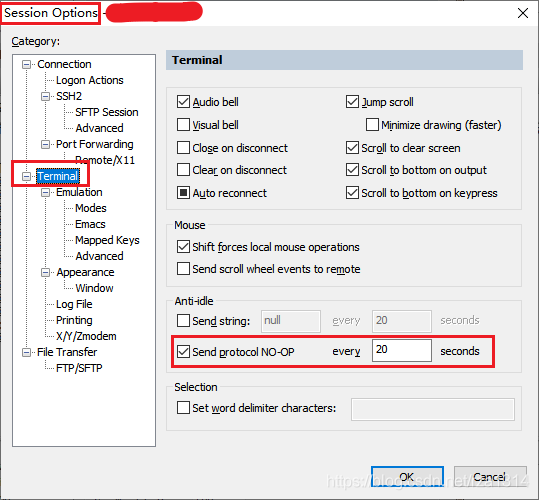 Session Options -
Category:
Connection
Logon Actions
SSH2
SFTP Session
Advanced
Port Forwarding
Remote/X11
Terminal
Emulation
Modes
Emacs
Mapped Keys
Advanced
Appearance
Window
Log File
Printing
X/Y/Zmodem
File Transfer
FTP/SFTP
Terminal
Audio bell Jump scroll
Visual bell Minimize drawing (faster)
Close on disconnect Scroll to clear screen
Clear on disconnect Scroll to bottom on output
Auto reconnect Scroll to bottom on keypress
Mouse
Shift forces local mouse operations
Send scroll wheel events to remote
Anti-idle
Send string: null every 20 seconds
Send protocol NO-OP every 20 seconds
Selection
Set word delimiter characters:
OK Cancel